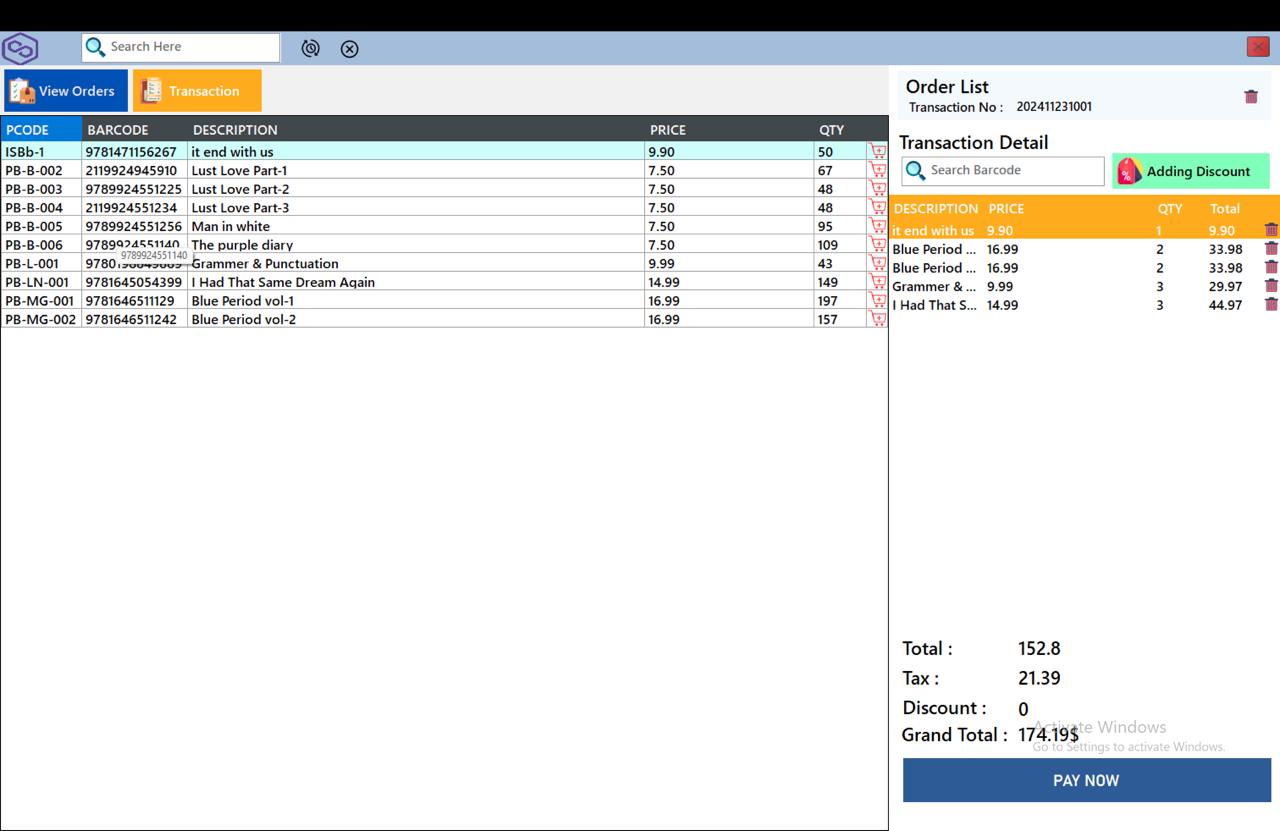 Search Here
View Orders Transaction
PCODE BARCODE DESCRIPTION PRICE QTY
ISBb-1 9781471156267 it end with us 9.90 50
PB-B-002 2119924945910 Lust Love Part-1 7.50 67
PB-B-003 9789924551225 Lust Love Part-2 7.50 48
PB-B-004 2119924551234 Lust Love Part-3 7.50 48
PB-B-005 9789924551256 Man in white 7.50 95
PB-B-006 9789924551140 The purple diary 7.50 109
9789924551140
PB-L-001 Grammer & Punctuation 9.99 43
PB-LN-001 9781645054399 I Had That Same Dream Again 14.99 149
PB-MG-001 9781646511129 Blue Period vol-1 16.99 197
PB-MG-002 9781646511242 Blue Period vol-2 16.99 157
Order List
Transaction No : 202411231001
Transaction Detail
Search Barcode Adding Discount
DESCRIPTION PRICE QTY Total
it end with us 9.90 1 9.90
Blue Period ... 16.99 2 33.98
Blue Period ... 16.99 2 33.98
Grammer & ... 9.99 3 29.97
I Had That S... 14.99 3 44.97
Total : 152.8
Tax : 21.39
Discount : 0
Activate Windows
Grand Total : 174.19$
Go to Settings to activate Windows.
PAY NOW